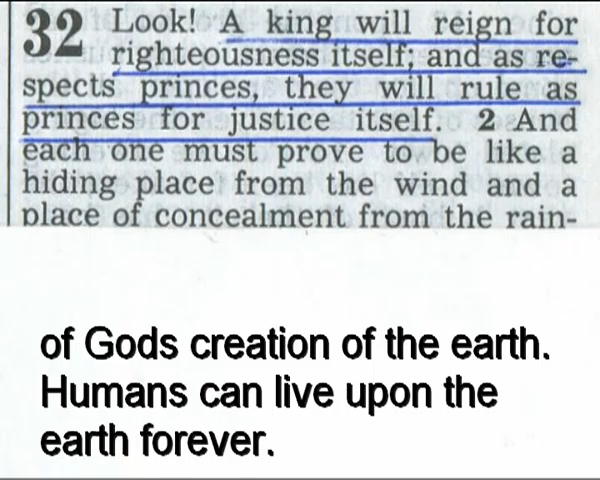 32 Look! A king will reign for
righteousness itself; and as re-
spects princes, they will rule as
princes for justice itself. 2 And
each one must prove to be like a
hiding place from the wind and a
place of concealment from the rain-
of Gods creation of the earth.
Humans can live upon the
earth forever.